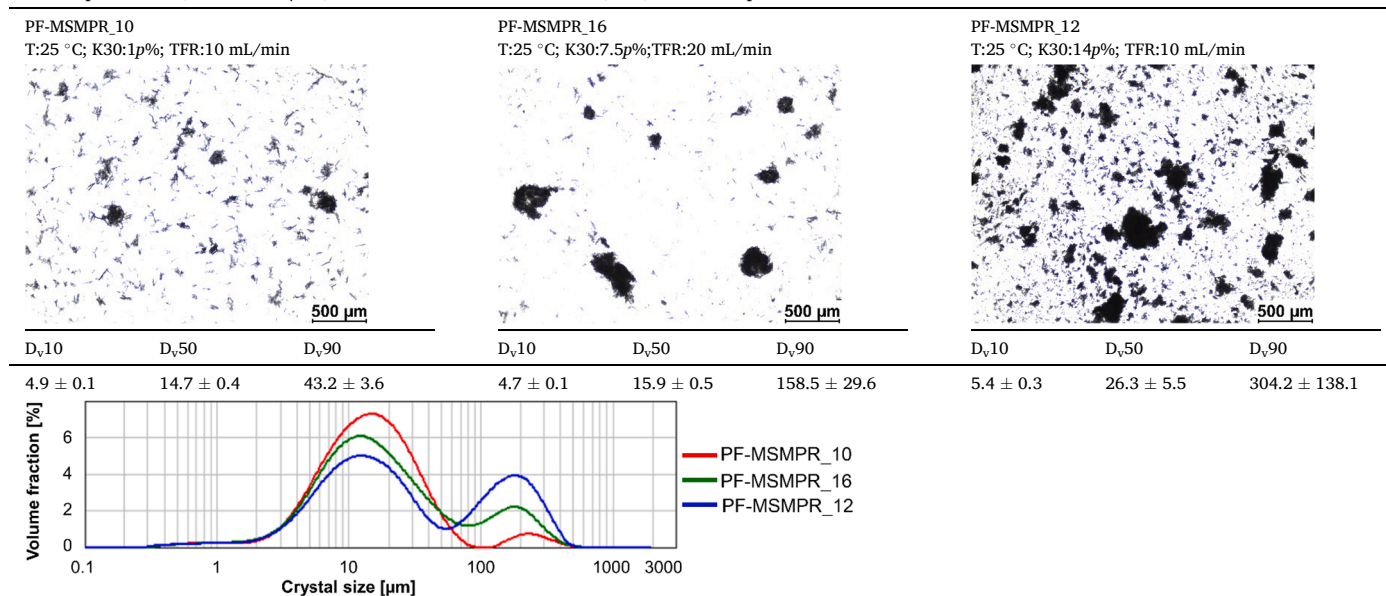 PF-MSMPR_10
T:25 °C; K30:1p%; TFR:10 mL/min
500 µm
Dv10 Dv50 Dv90
4.9 ± 0.1 14.7 ± 0.4 43.2 ± 3.6
PF-MSMPR_16
T:25 °C; K30:7.5p%;TFR:20 mL/min
500 µm
Dv10 Dv50 Dv90
4.7 ± 0.1 15.9 ± 0.5 158.5 ± 29.6
PF-MSMPR_12
T:25 °C; K30:14p%; TFR:10 mL/min
500 µm
Dv10 Dv50 Dv90
5.4 ± 0.3 26.3 ± 5.5 304.2 ± 138.1
Volume fraction [%]
6
4
2
0
0.1 1 10 100 1000 3000
Crystal size [µm]
PF-MSMPR_10
PF-MSMPR_16
PF-MSMPR_12